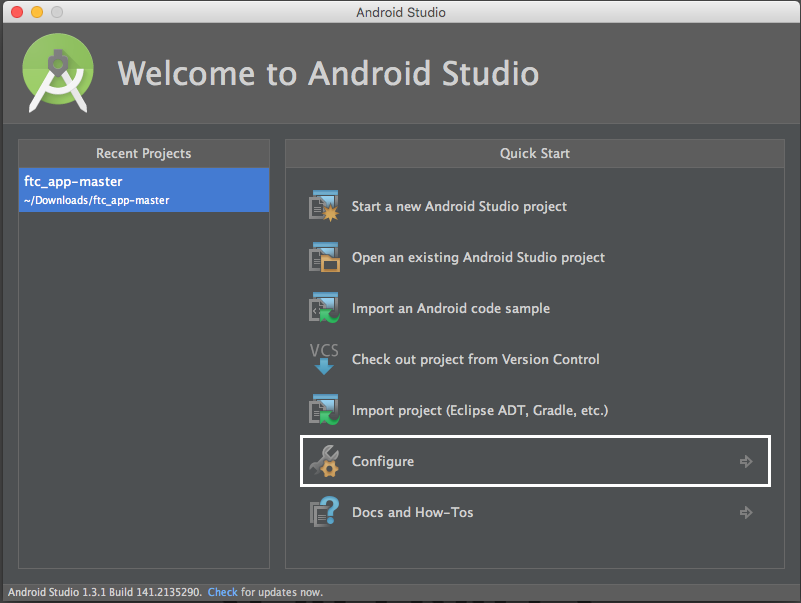 Android Studio
Welcome to Android Studio
Recent Projects
ftc_app-master
~/Downloads/ftc_app-master
Quick Start
Start a new Android Studio project
Open an existing Android Studio project
Import an Android code sample
VCS
Check out project from Version Control
Import project (Eclipse ADT, Gradle, etc.)
Configure
Docs and How-Tos
Android Studio 1.3.1 Build 141.2135290. Check for updates now.